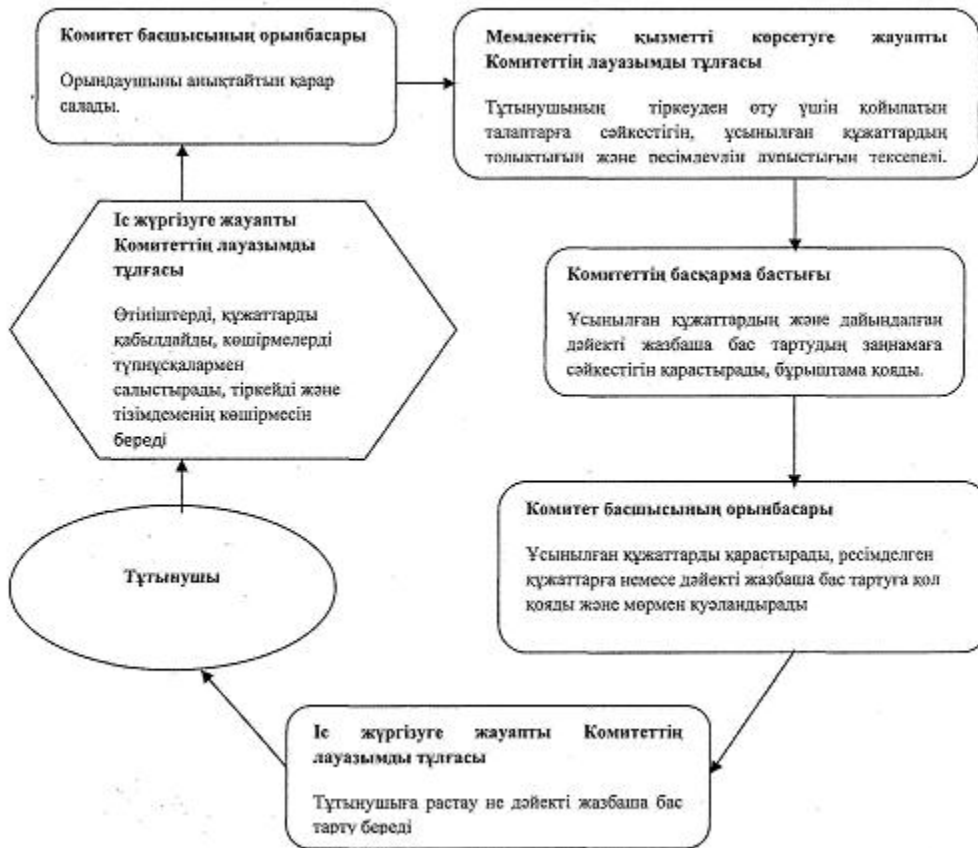 Комитет басшысының орынбасары
Орындаушыны анықтайтын қарар
салады.
Мемлекеттік қызметті көрсетуге жауапты
Комитеттің лауазымды тұлғасы
Тұтынушының тіркеуден өту үшін қойылатын
талаптарға сәйкестігін, ұсынылған құжаттардың
толықтығын және ресімдеудің дұрыстығын тексереді.
Іс жүргізуге жауапты
Комитеттің лауазымды
тұлғасы
Өтініштерді, құжаттарды
қабылдайды, көшірмелерді
түпнұсқалармен
салыстырады, тіркейді және
тізімдеменің көшірмесін
береді
Комитеттің басқарма бастығы
Ұсынылған құжаттардың және дайындалған
дәйекті жазбаша бас тартудың заңнамаға
сәйкестігін қарастырады, бұрыштама қояды.
Комитет басшысының орынбасары
Ұсынылған құжаттарды қарастырады, ресімделген
құжаттарға немесе дәйекті жазбаша бас тартуға қол
қояды және мөрмен куәландырады
Тұтынушы
Іс жүргізуге жауапты Комитеттің
лауазымды тұлғасы
Тұтынушыға растау не дәйекті жазбаша бас
тарту береді